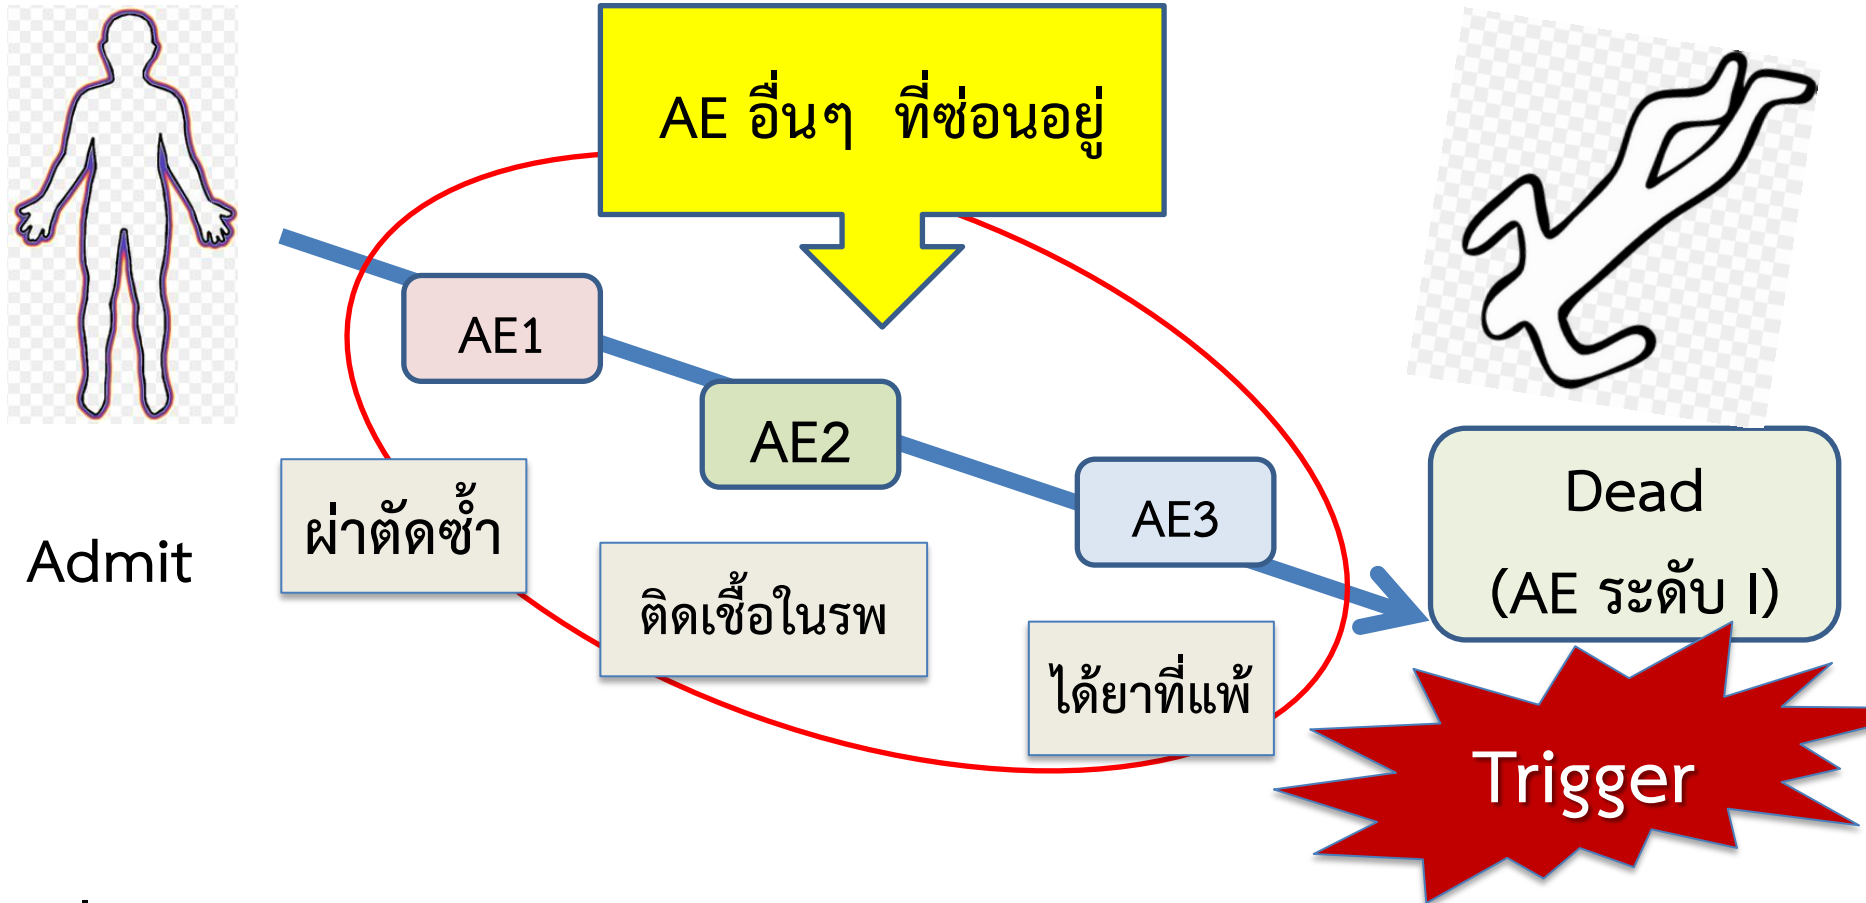 AE อื่นๆ ที่ซ่อนอยู่
AE1
AE2
AE3
ผ่าตัดซ้ำ
ติดเชื้อในรพ
ได้ยาที่แพ้
Admit
Dead
(AE ระดับ I)
Trigger